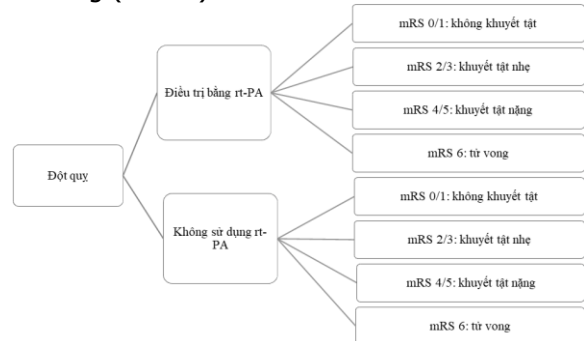 mRS 0/1: không khuyết tật
Điều trị bằng rt-PA
mRS 2/3: khuyết tật nhẹ
mRS 4/5: khuyết tật nặng
mRS 6: tử vong
Đột quỵ
Không sử dụng rt-
PA
mRS 0/1: không khuyết tật
mRS 2/3: khuyết tật nhẹ
mRS 4/5: khuyết tật nặng
mRS 6: tử vong